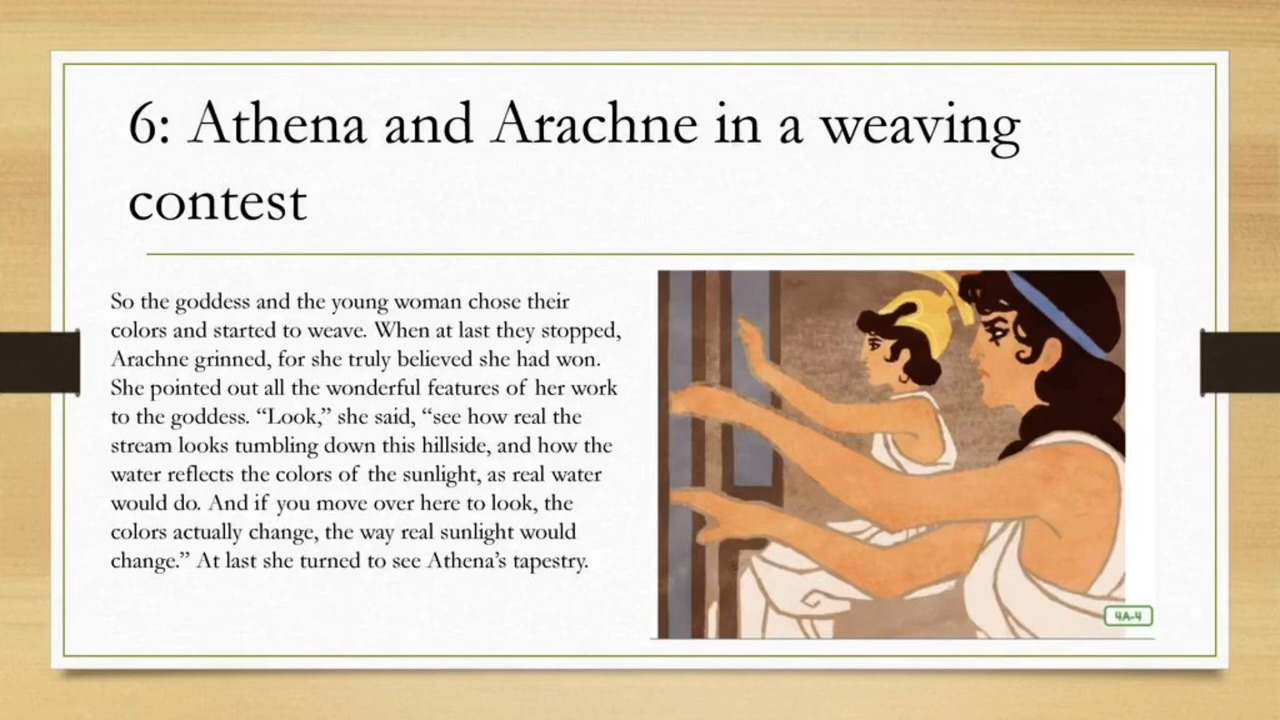 6: Athena and Arachne in a weaving
contest
So the goddess and the young woman chose their
colors and started to weave. When at last they stopped,
Arachne grinned, for she truly believed she had won.
She pointed out all the wonderful features of her work
to the goddess. “Look,” she said, “see how real the
stream looks tumbling down this hillside, and how the
water reflects the colors of the sunlight, as real water
would do. And if you move over here to look, the
colors actually change, the way real sunlight would
change.” At last she turned to see Athena’s tapestry.
4A-4